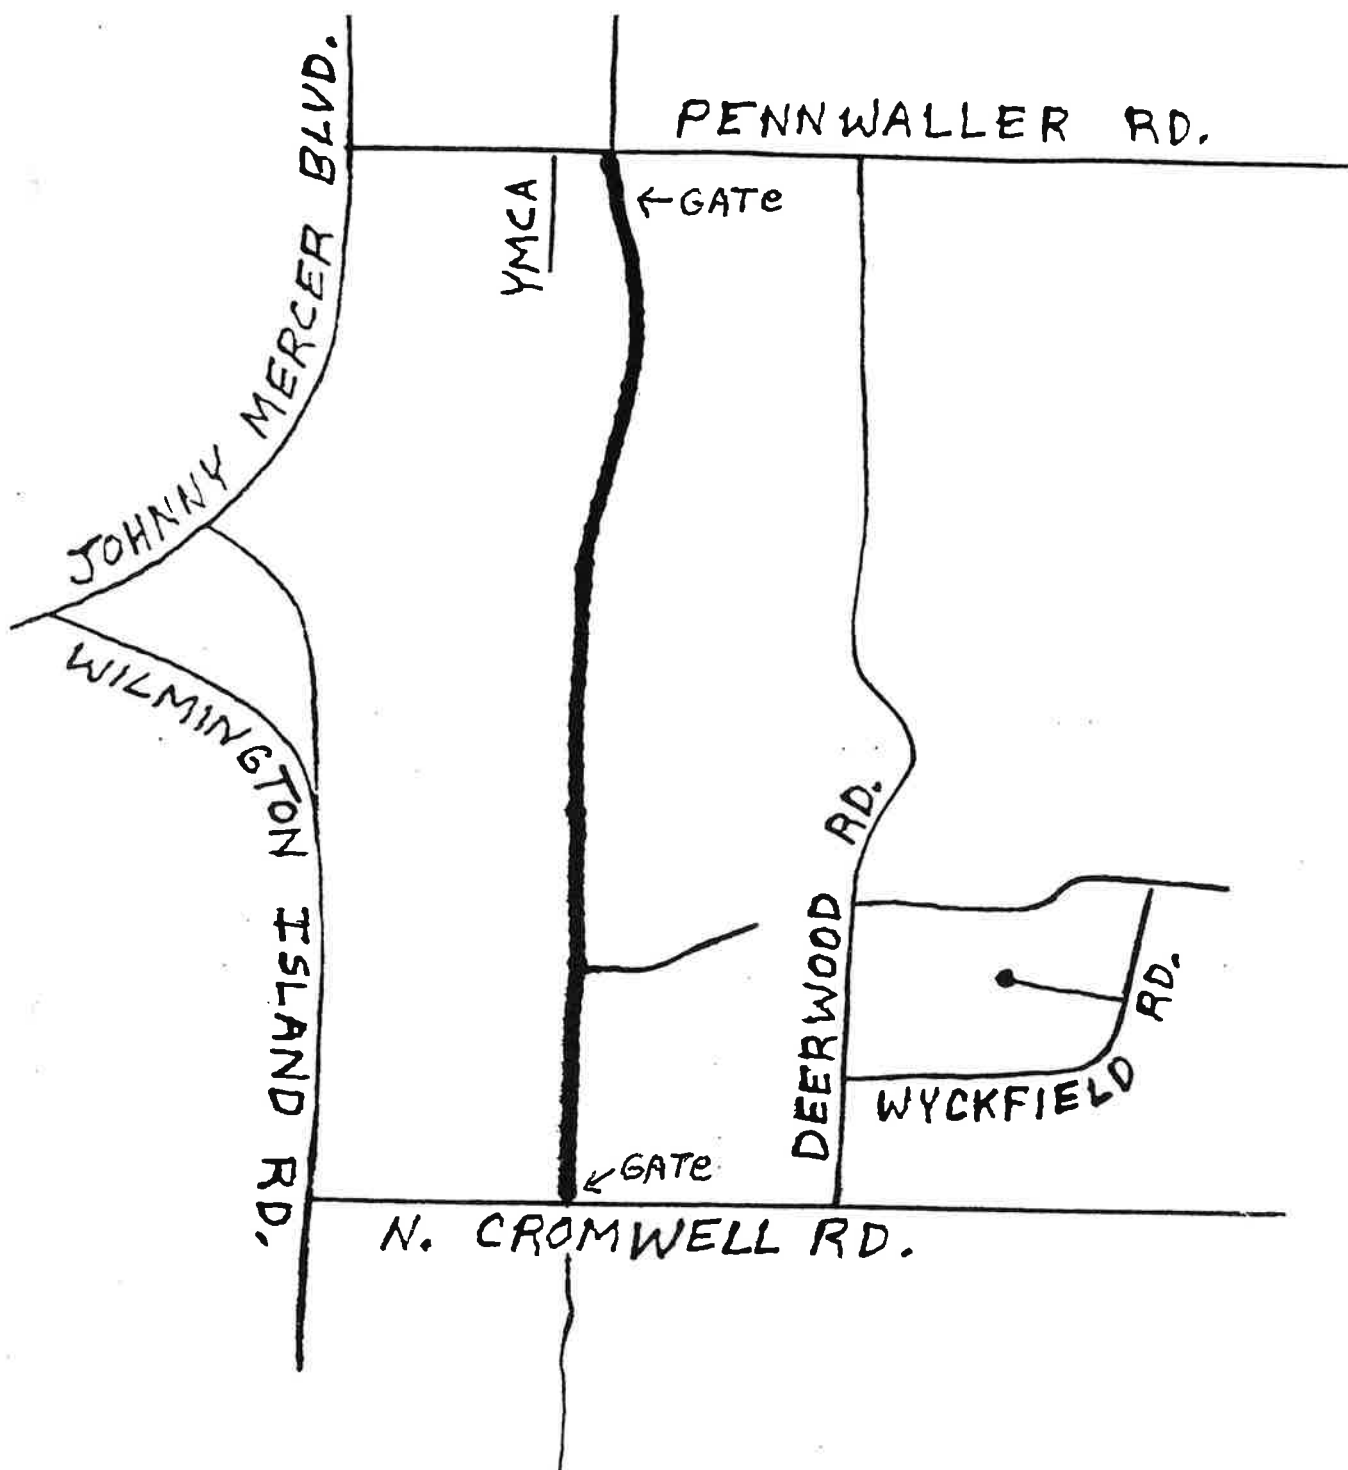 PENNWALLER RD.
JOHNNY MERCER BLVD.
YMCA
←GATe
WILMINGTON ISLAND RD.
DEERWOOD RD.
WYCKFIELD RD.
GATe
N. CROMWELL RD.